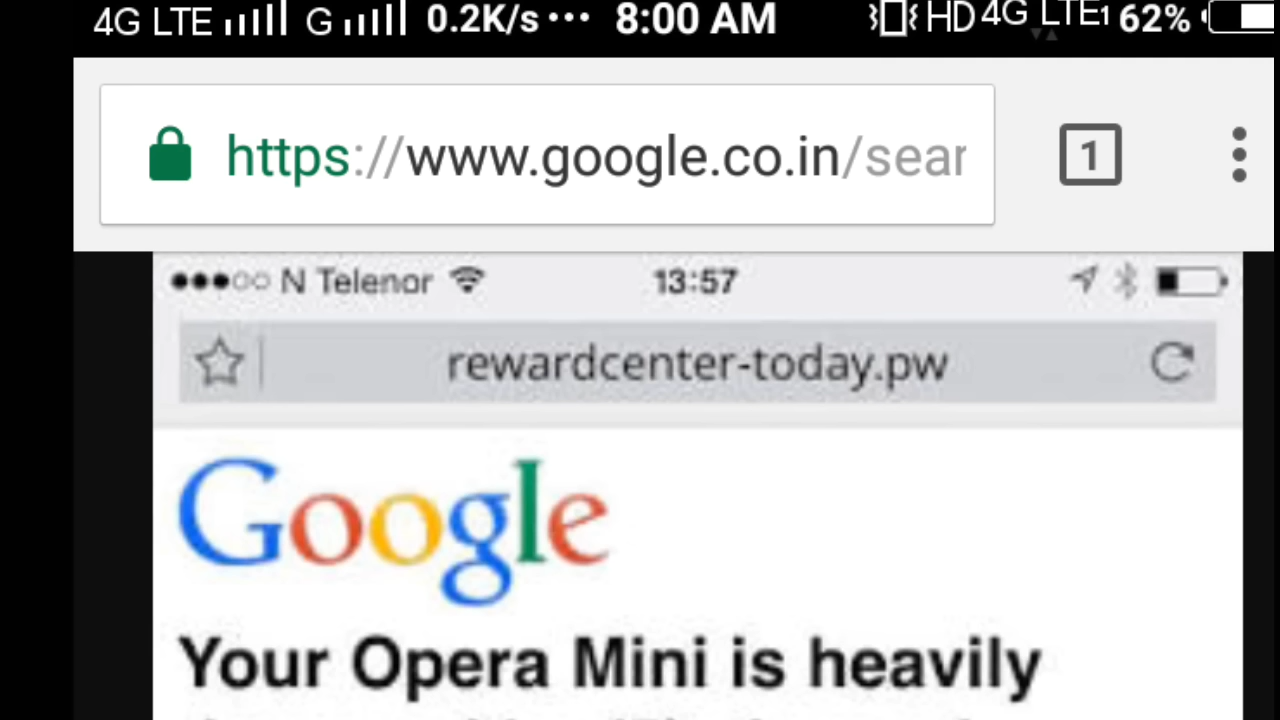 4G LTE G 0.2K/s ••• 8:00 AM HD 4G LTE1 62%
https://www.google.co.in/sear
1
N Telenor 13:57
rewardcenter-today.pw
Google
Your Opera Mini is heavily